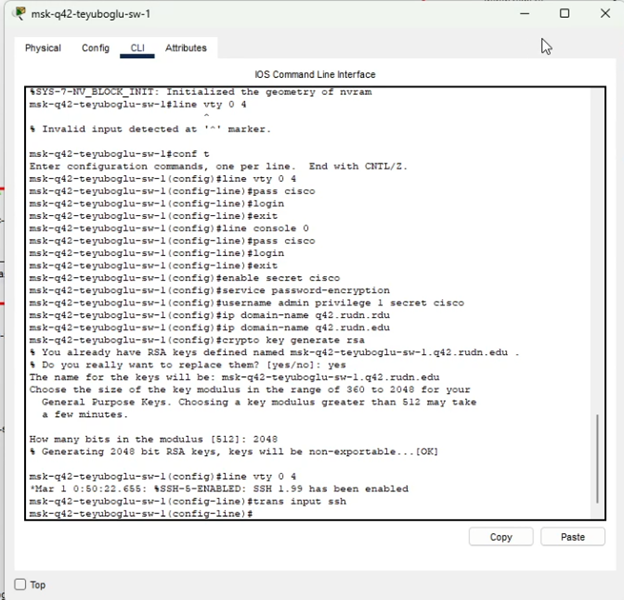 msk-q42-teyuboglu-sw-1
Physical Config CLI Attributes
IOS Command Line Interface
%SYS-7-NV_BLOCK_INIT: Initialized the geometry of nvram
msk-q42-teyuboglu-sw-1#line vty 0 4
^
% Invalid input detected at '^' marker.
msk-q42-teyuboglu-sw-1#conf t
Enter configuration commands, one per line. End with CNTL/Z.
msk-q42-teyuboglu-sw-1(config)#line vty 0 4
msk-q42-teyuboglu-sw-1(config-line)#pass cisco
msk-q42-teyuboglu-sw-1(config-line)#login
msk-q42-teyuboglu-sw-1(config-line)#exit
msk-q42-teyuboglu-sw-1(config)#line console 0
msk-q42-teyuboglu-sw-1(config-line)#pass cisco
msk-q42-teyuboglu-sw-1(config-line)#login
msk-q42-teyuboglu-sw-1(config-line)#exit
msk-q42-teyuboglu-sw-1(config)#enable secret cisco
msk-q42-teyuboglu-sw-1(config)#service password-encryption
msk-q42-teyuboglu-sw-1(config)#username admin privilege 1 secret cisco
msk-q42-teyuboglu-sw-1(config)#ip domain-name q42.rudn.rdu
msk-q42-teyuboglu-sw-1(config)#ip domain-name q42.rudn.edu
msk-q42-teyuboglu-sw-1(config)#crypto key generate rsa
% You already have RSA keys defined named msk-q42-teyuboglu-sw-1.q42.rudn.edu .
% Do you really want to replace them? [yes/no]: yes
The name for the keys will be: msk-q42-teyuboglu-sw-1.q42.rudn.edu
Choose the size of the key modulus in the range of 360 to 2048 for your
General Purpose Keys. Choosing a key modulus greater than 512 may take
a few minutes.
How many bits in the modulus [512]: 2048
% Generating 2048 bit RSA keys, keys will be non-exportable...[OK]
msk-q42-teyuboglu-sw-1(config)#line vty 0 4
*Mar 1 0:50:22.655: %SSH-5-ENABLED: SSH 1.99 has been enabled
msk-q42-teyuboglu-sw-1(config-line)#trans input ssh
msk-q42-teyuboglu-sw-1(config-line)#
Copy Paste
Top